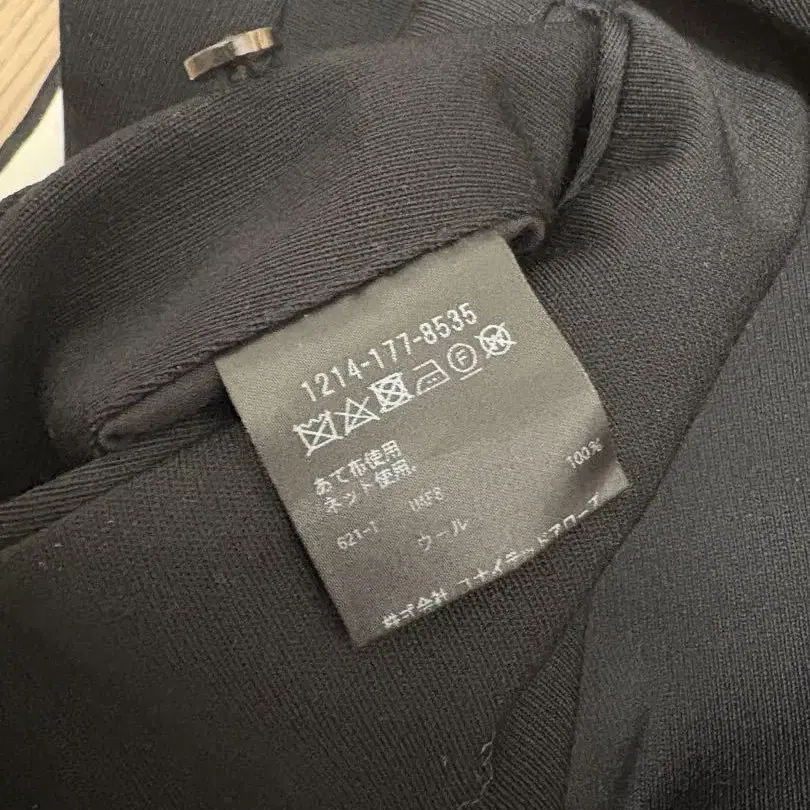 1214-177-8535
F W
あて布使用
ネット使用.
621-1
ウール 100%
株式会社 ユナイテッドアローズ